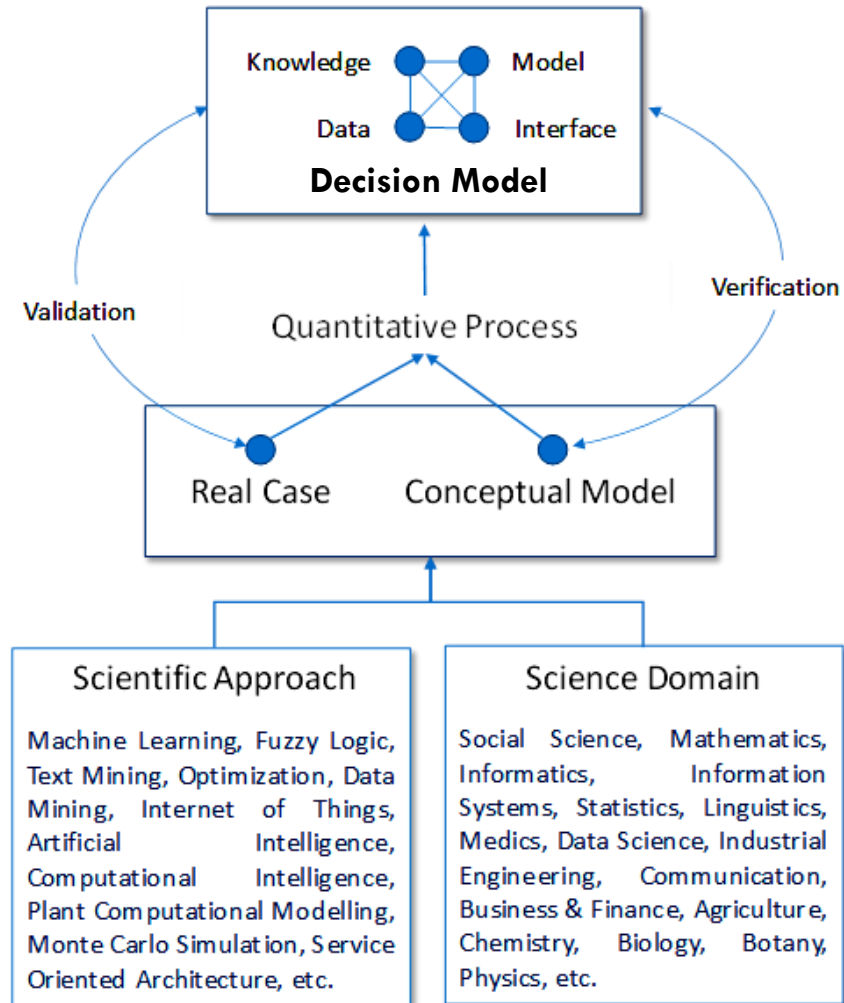 Knowledge Model
Data Interface
Decision Model
Validation
Verification
Quantitative Process
Real Case Conceptual Model
Scientific Approach
Machine Learning, Fuzzy Logic,
Text Mining, Optimization, Data
Mining, Internet of Things,
Artificial Intelligence,
Computational Intelligence,
Plant Computational Modelling,
Monte Carlo Simulation, Service
Oriented Architecture, etc.
Science Domain
Social Science, Mathematics,
Informatics, Information
Systems, Statistics, Linguistics,
Medics, Data Science, Industrial
Engineering, Communication,
Business & Finance, Agriculture,
Chemistry, Biology, Botany,
Physics, etc.